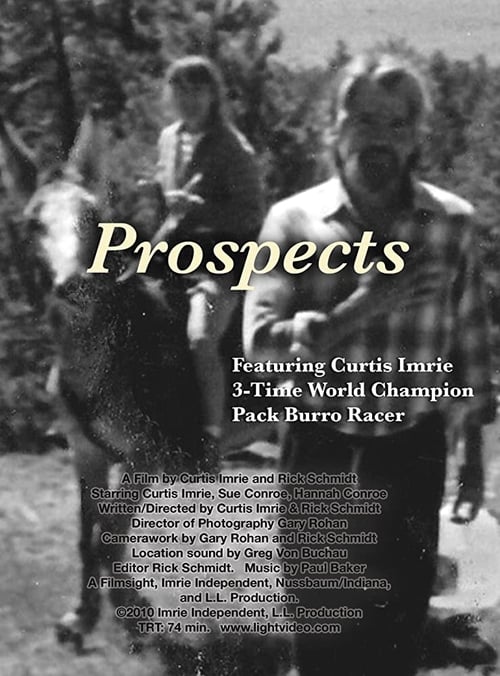 Prospects
Featuring Curtis Imrie
3-Time World Champion
Pack Burro Racer
A Film by Curtis Imrie and Rick Schmidt
Starring Curtis Imrie, Sue Conroe, Hannah Conroe
Written/Directed by Curtis Imrie & Rick Schmidt
Director of Photography Gary Rohan
Camerawork by Gary Rohan and Rick Schmidt
Location sound by Greg Von Buchau
Editor Rick Schmidt. Music by Paul Baker
A Filmsight, Imrie Independent, Nussbaum/Indiana,
and L.L. Production.
©2010 Imrie Independent, L.L. Production
TRT: 74 min. www.lightvideo.com